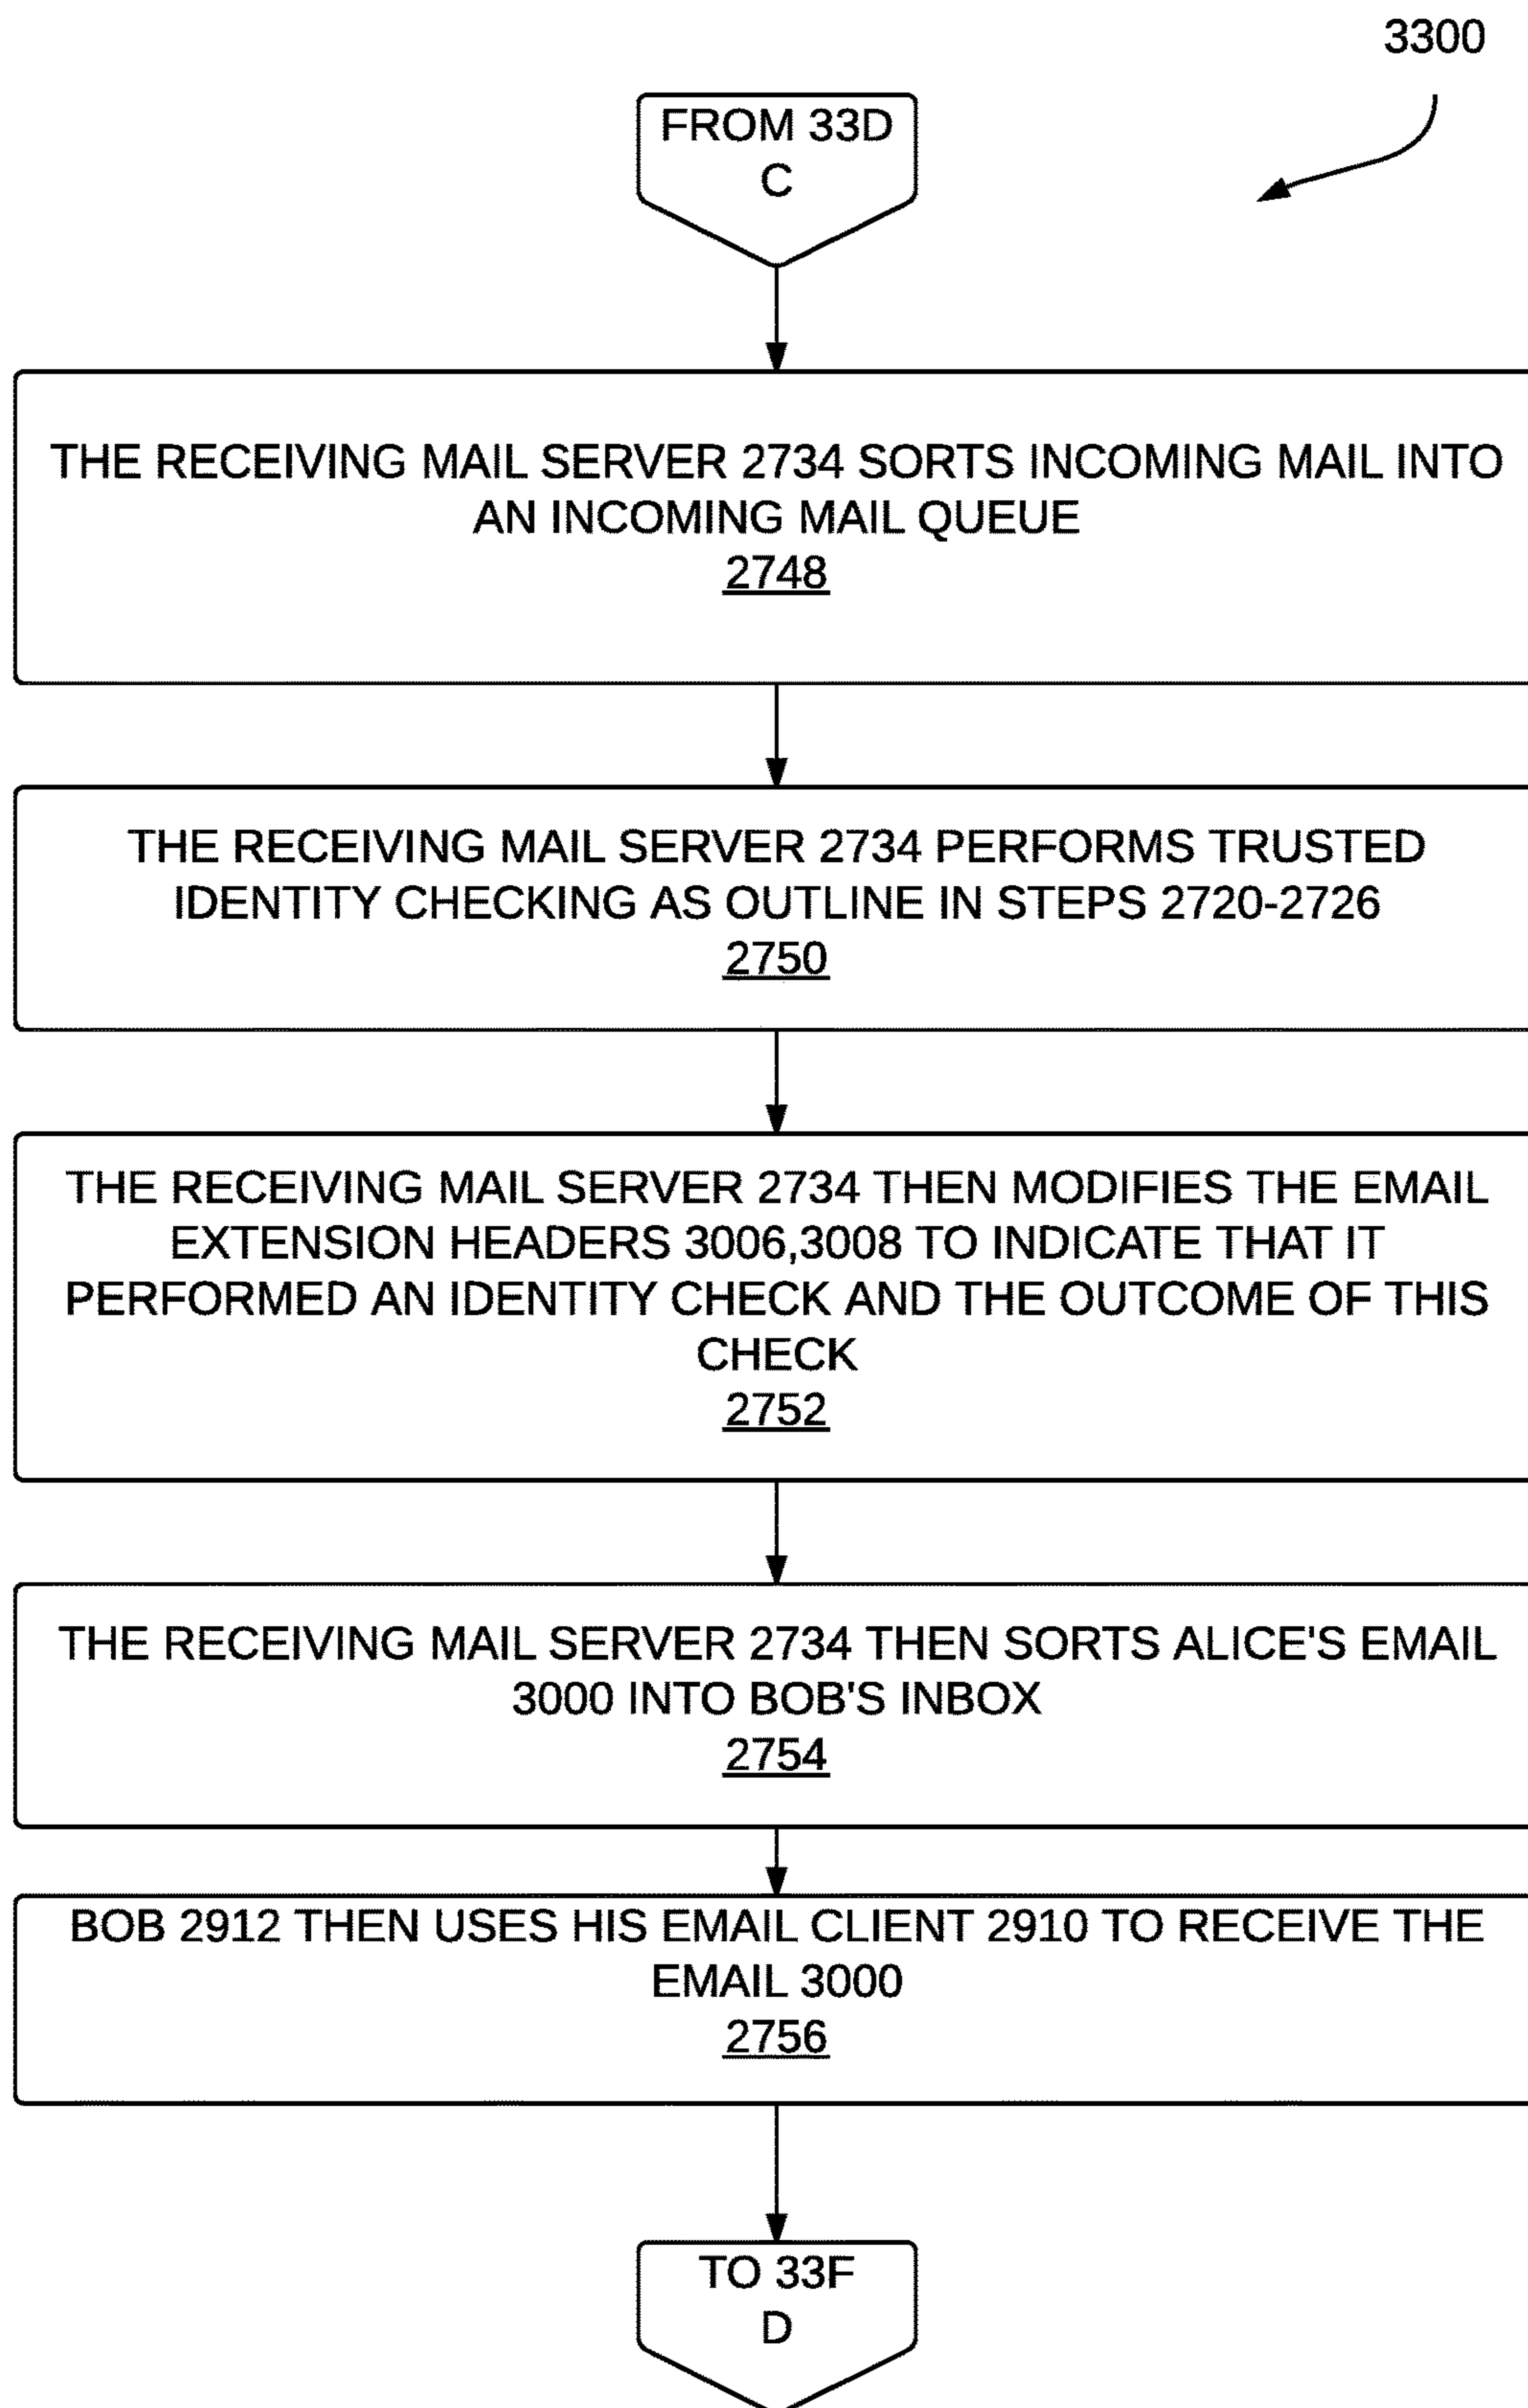 3300
FROM 33D
C
THE RECEIVING MAIL SERVER 2734 SORTS INCOMING MAIL INTO
AN INCOMING MAIL QUEUE
2748
THE RECEIVING MAIL SERVER 2734 PERFORMS TRUSTED
IDENTITY CHECKING AS OUTLINE IN STEPS 2720-2726
2750
THE RECEIVING MAIL SERVER 2734 THEN MODIFIES THE EMAIL
EXTENSION HEADERS 3006,3008 TO INDICATE THAT IT
PERFORMED AN IDENTITY CHECK AND THE OUTCOME OF THIS
CHECK
2752
THE RECEIVING MAIL SERVER 2734 THEN SORTS ALICE'S EMAIL
3000 INTO BOB'S INBOX
2754
BOB 2912 THEN USES HIS EMAIL CLIENT 2910 TO RECEIVE THE
EMAIL 3000
2756
TO 33F
D